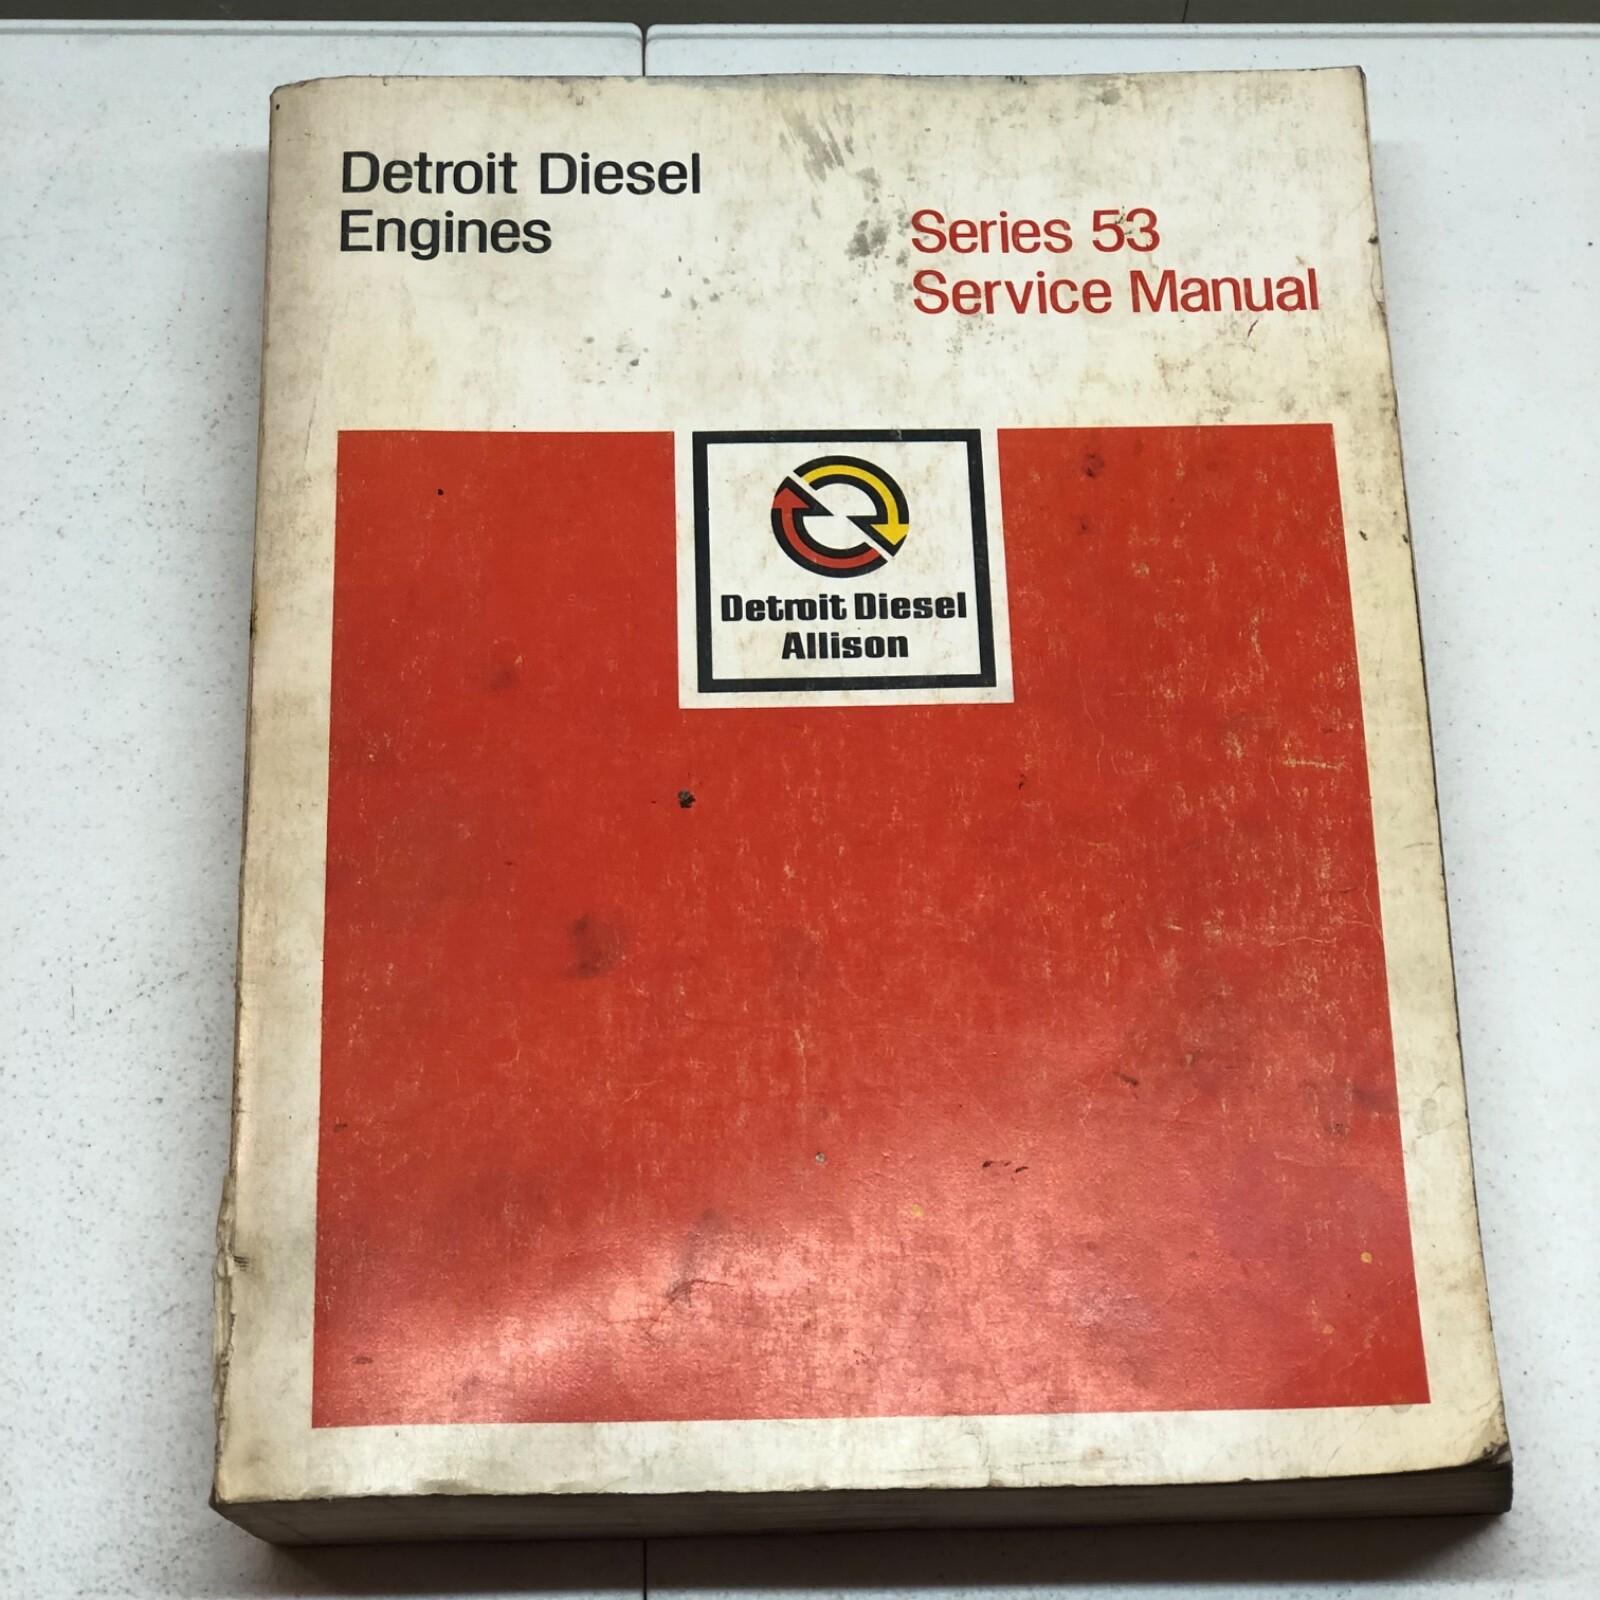 Detroit Diesel
Engines
Series 53
Service Manual
Detroit Diesel
Allison